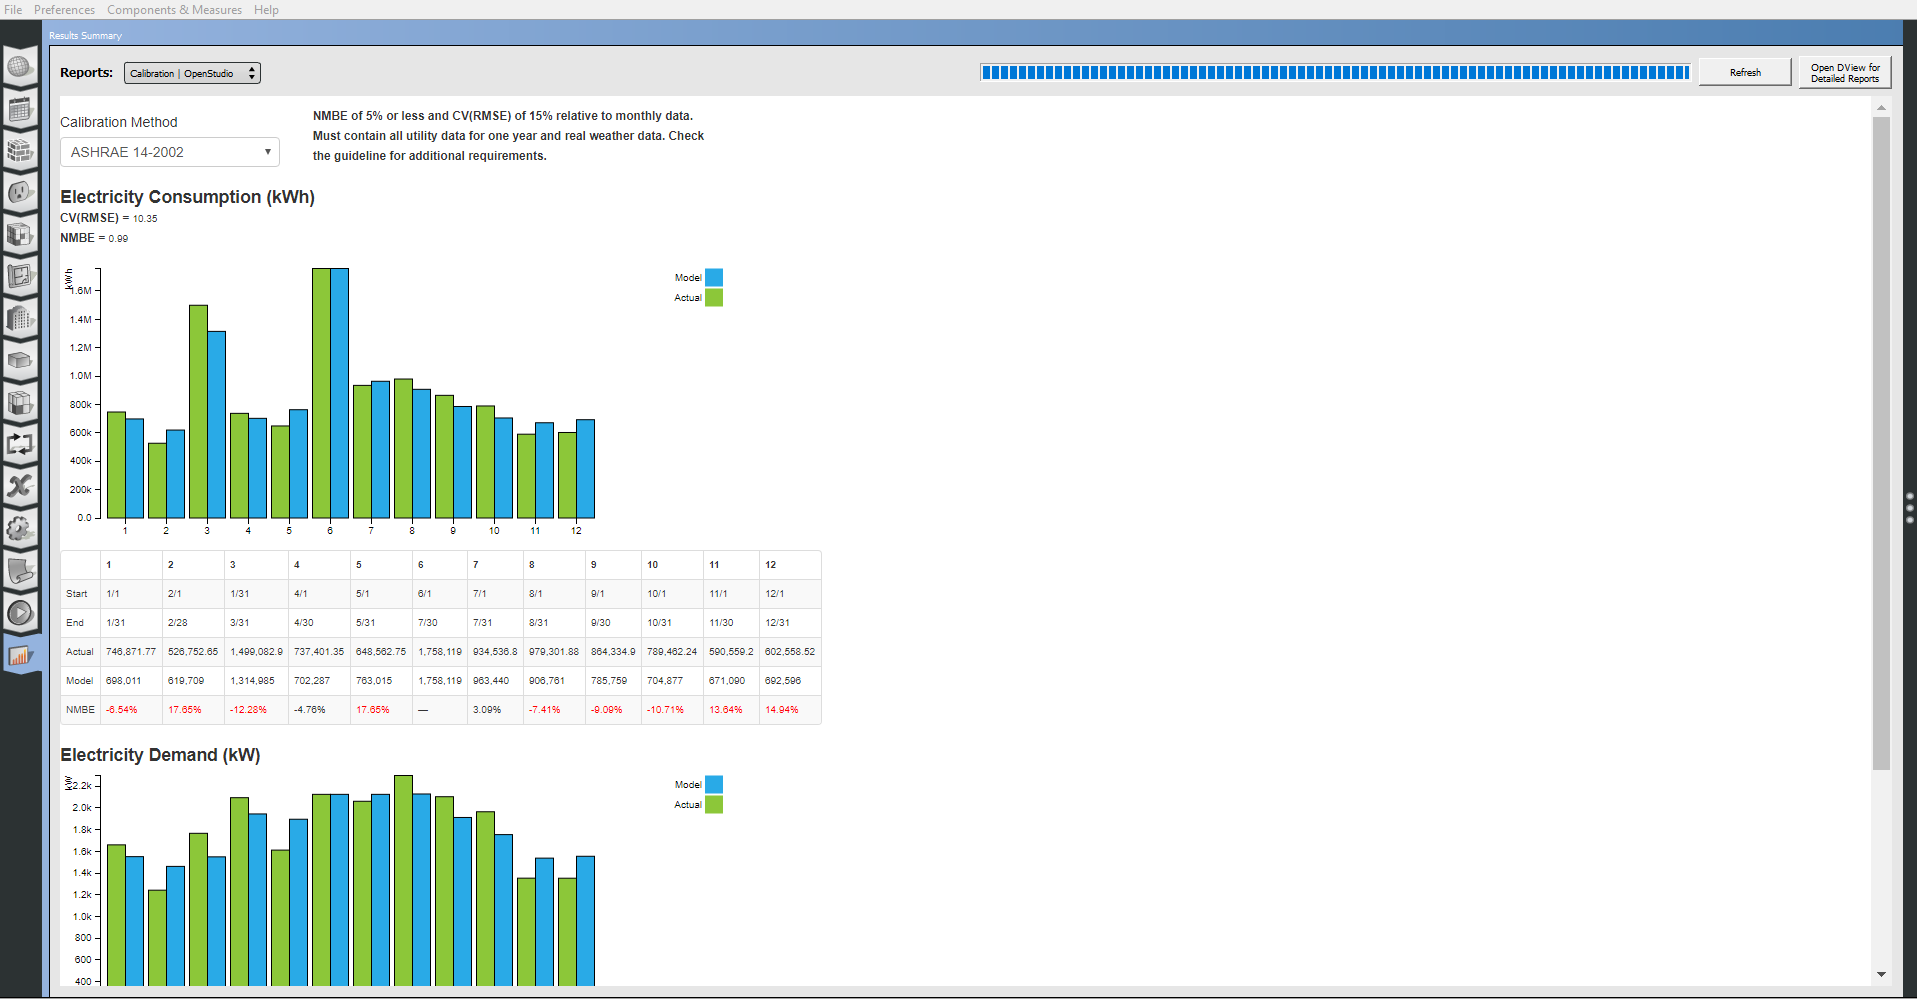 File Preferences Components & Measures Help
Results Summary
Reports: Calibration | OpenStudio Refresh Open DView for
Detailed Reports
Calibration Method
ASHRAE 14-2002
NMBE of 5% or less and CV(RMSE) of 15% relative to monthly data.
Must contain all utility data for one year and real weather data. Check
the guideline for additional requirements.
Electricity Consumption (kWh)
CV(RMSE) = 10.35
NMBE = 0.99
kWh
1.6M
1.4M
1.2M
1.0M
800k
600k
400k
200k
0.0
1 2 3 4 5 6 7 8 9 10 11 12
Model
Actual
1 2 3 4 5 6 7 8 9 10 11 12
Start 1/1 2/1 1/31 4/1 5/1 6/1 7/1 8/1 9/1 10/1 11/1 12/1
End 1/31 2/28 3/31 4/30 5/31 7/30 7/31 8/31 9/30 10/31 11/30 12/31
Actual 746,871.77 526,752.65 1,499,082.9 737,401.35 648,562.75 1,758,119 934,536.8 979,301.88 864,334.9 789,462.24 590,559.2 602,558.52
Model 698,011 619,709 1,314,985 702,287 763,015 1,758,119 963,440 906,761 785,759 704,877 671,090 692,596
NMBE -6.54% 17.65% -12.28% -4.76% 17.65% — 3.09% -7.41% -9.09% -10.71% 13.64% 14.94%
Electricity Demand (kW)
kW
2.2k
2.0k
1.8k
1.6k
1.4k
1.2k
1.0k
800
600
400
Model
Actual